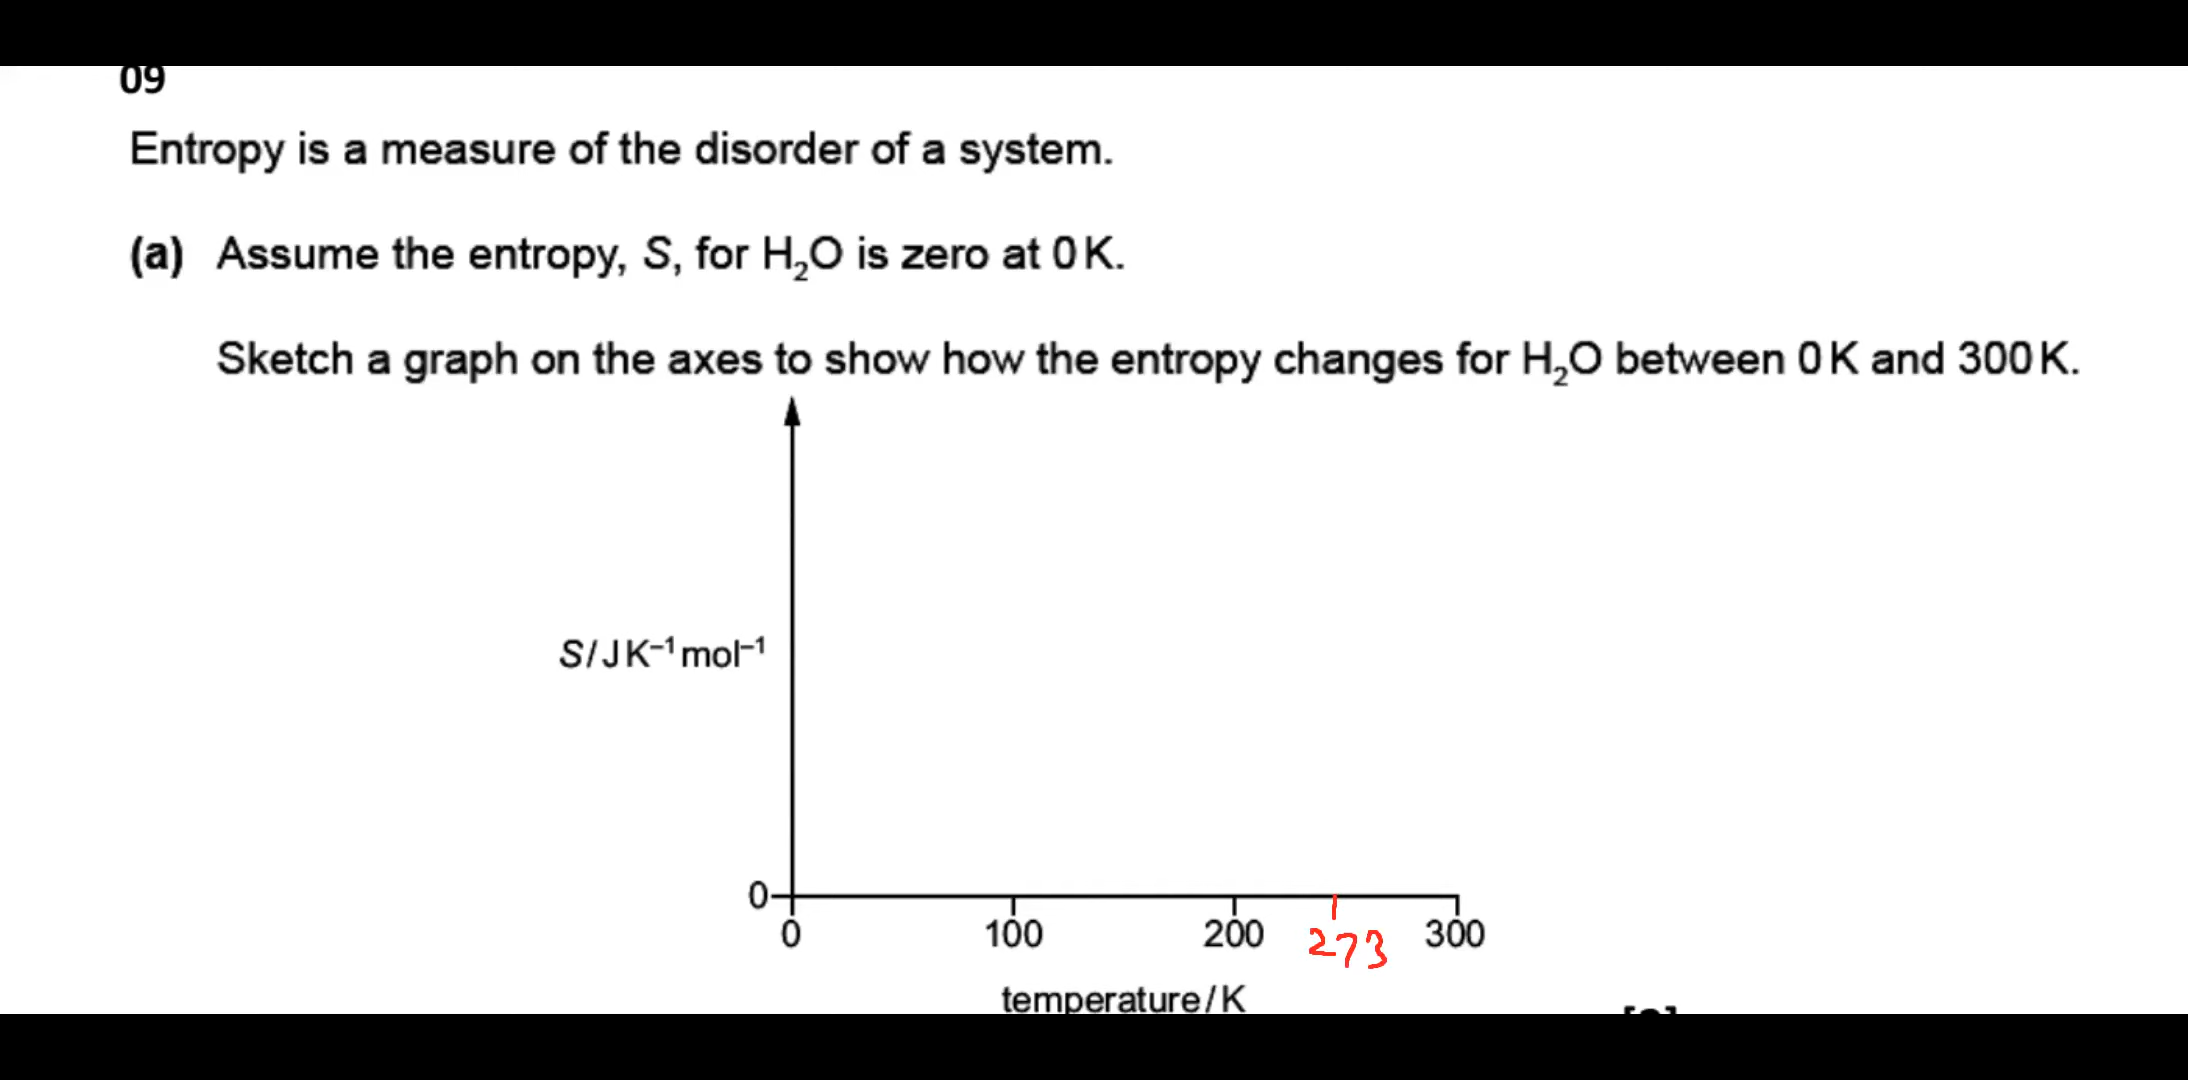 09
Entropy is a measure of the disorder of a system.
(a) Assume the entropy, S, for H₂O is zero at 0 K.
Sketch a graph on the axes to show how the entropy changes for H₂O between 0 K and 300 K.
S/J K⁻¹ mol⁻¹
0
0 100 200 273 300
temperature/K